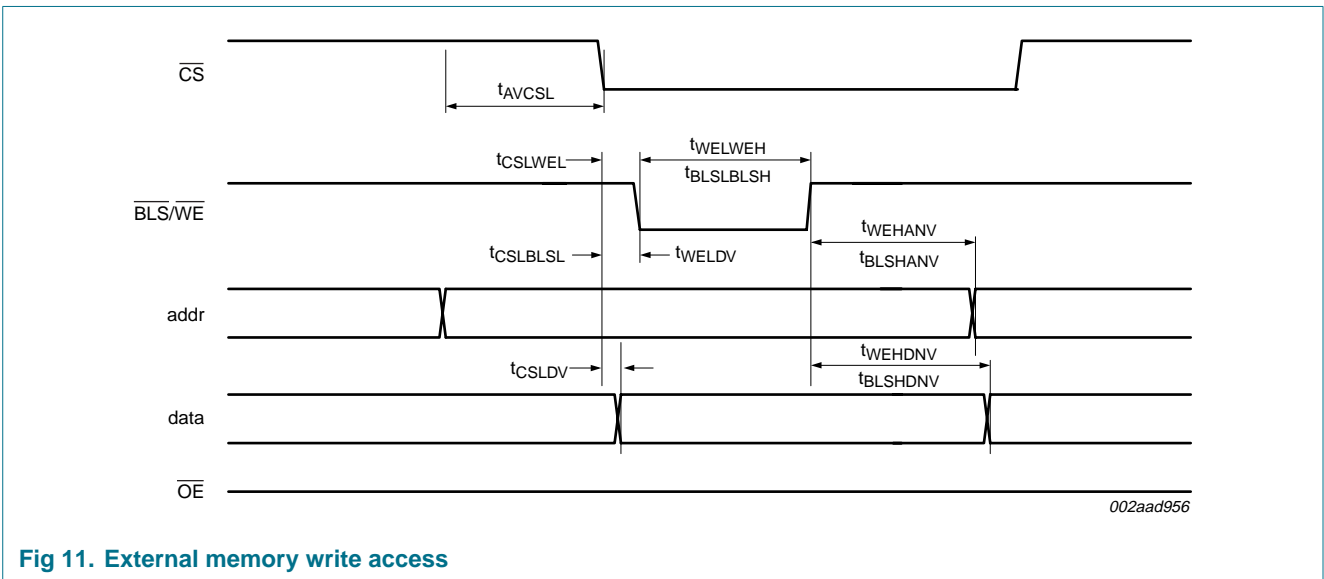 CS
tAVCSL
tCSLWEL
tWELWEH
tBLSLBLSH
BLS/WE
tWEHANV
tCSLBLSL
tWELDV
tBLSHANV
addr
tWEHDNV
tCSLDV
tBLSHDNV
data
OE
002aad956
Fig 11. External memory write access